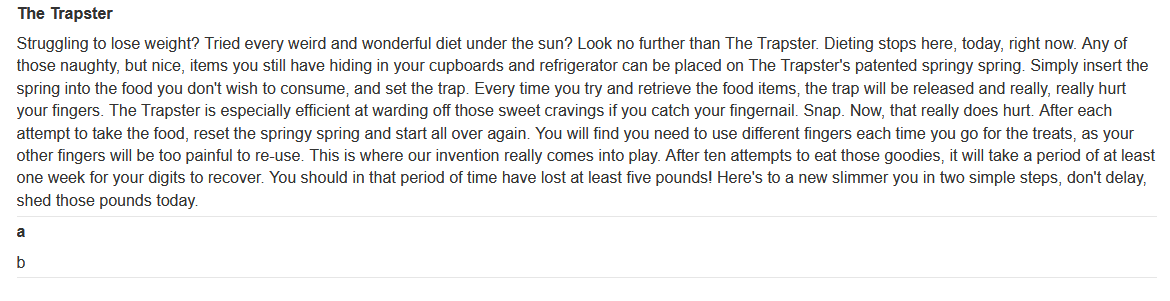 The Trapster
Struggling to lose weight? Tried every weird and wonderful diet under the sun? Look no further than The Trapster. Dieting stops here, today, right now. Any of
those naughty, but nice, items you still have hiding in your cupboards and refrigerator can be placed on The Trapster's patented springy spring. Simply insert the
spring into the food you don't wish to consume, and set the trap. Every time you try and retrieve the food items, the trap will be released and really, really hurt
your fingers. The Trapster is especially efficient at warding off those sweet cravings if you catch your fingernail. Snap. Now, that really does hurt. After each
attempt to take the food, reset the springy spring and start all over again. You will find you need to use different fingers each time you go for the treats, as your
other fingers will be too painful to re-use. This is where our invention really comes into play. After ten attempts to eat those goodies, it will take a period of at least
one week for your digits to recover. You should in that period of time have lost at least five pounds! Here's to a new slimmer you in two simple steps, don't delay,
shed those pounds today.
a
b